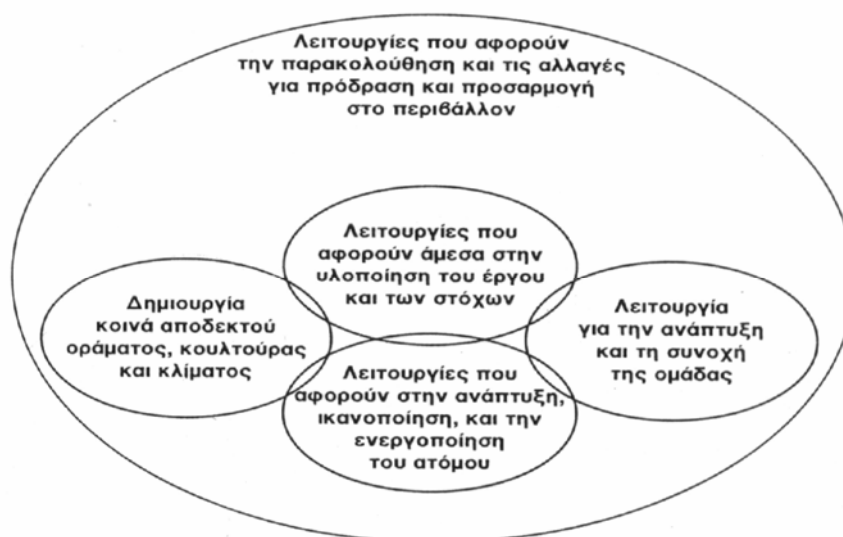 Λειτουργίες που αφορούν
την παρακολούθηση και τις αλλαγές
για πρόδραση και προσαρμογή
στο περιβάλλον
Λειτουργίες που
αφορούν άμεσα στην
υλοποίηση του έργου
και των στόχων
Δημιουργία
κοινά αποδεκτού
οράματος, κουλτούρας
και κλίματος
Λειτουργία
για την ανάπτυξη
και τη συνοχή
της ομάδας
Λειτουργίες που
αφορούν στην ανάπτυξη,
ικανοποίηση, και την
ενεργοποίηση
του ατόμου